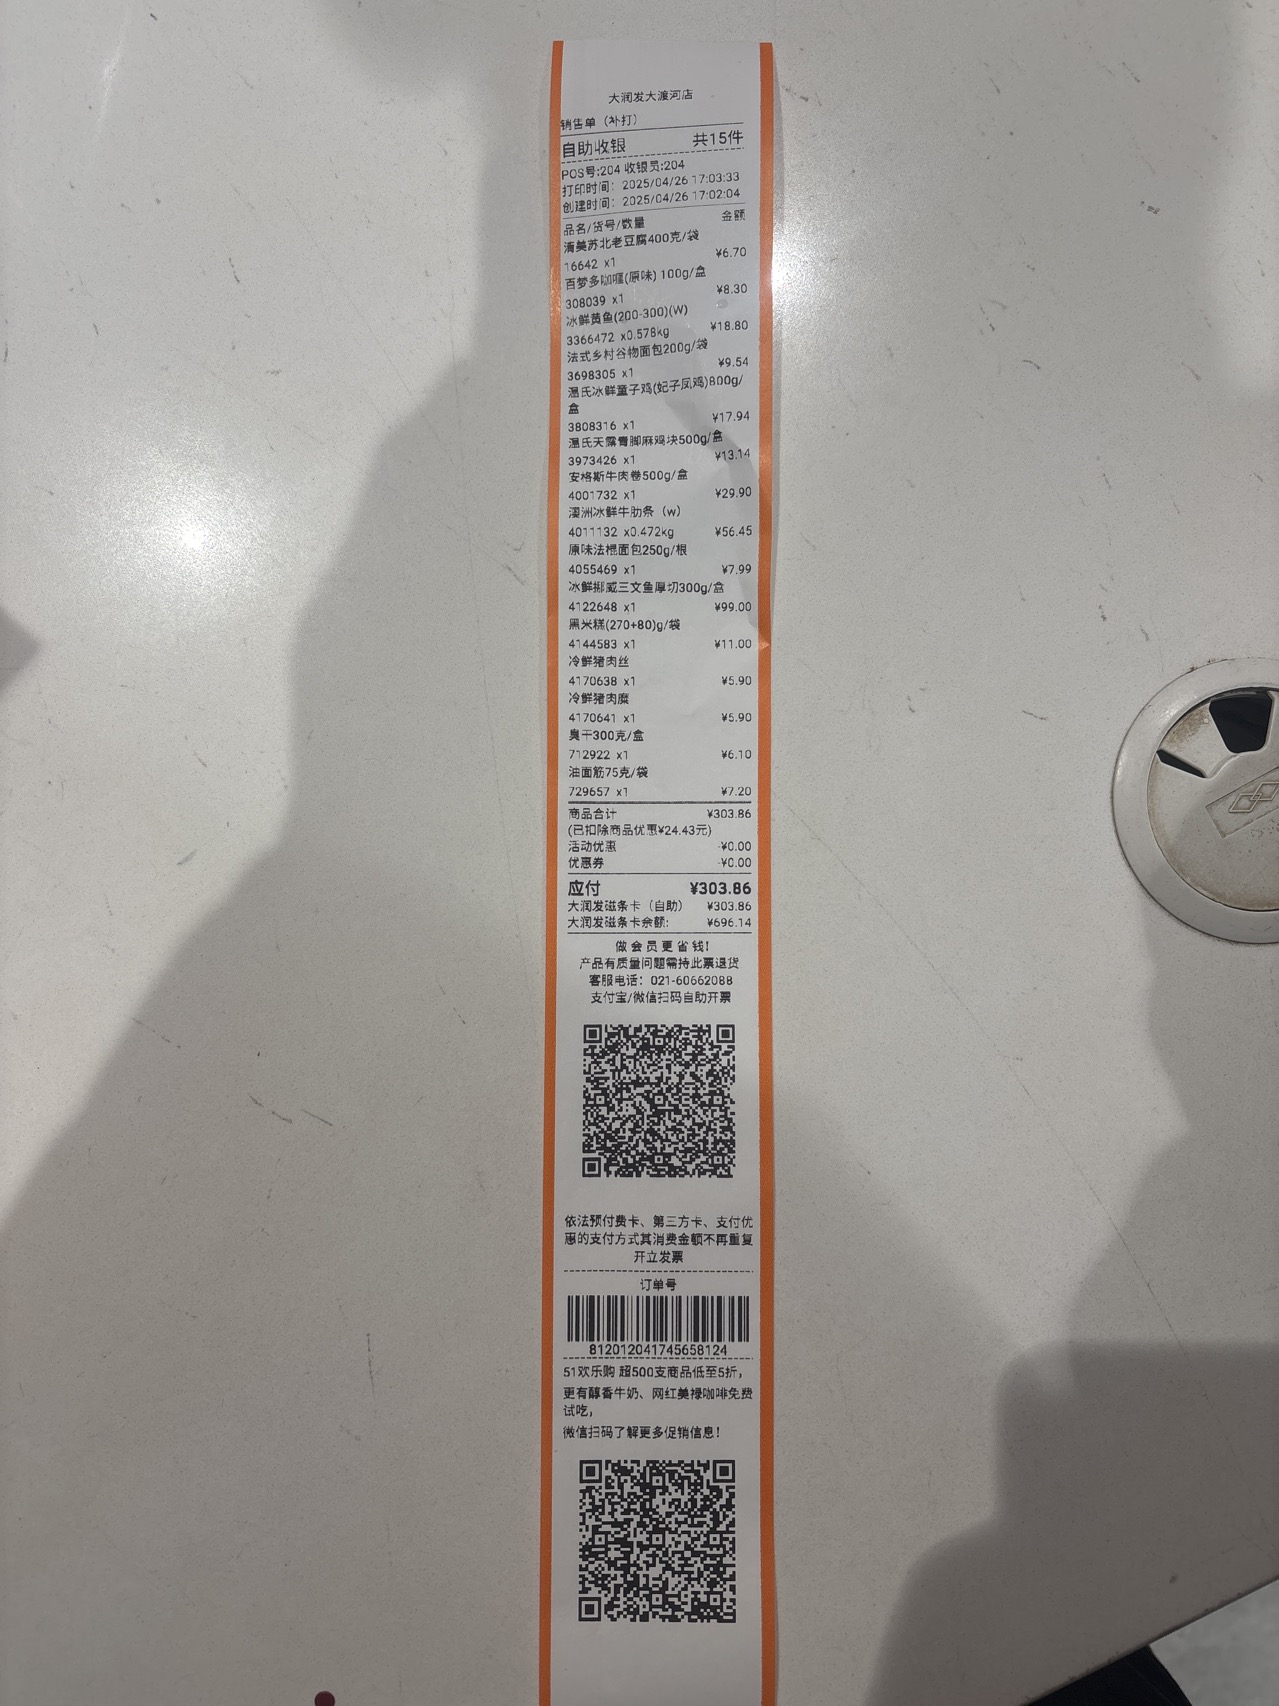 大润发大渡河店
销售单（补打）
自助收银 共15件
POS号:204 收银员:204
打印时间：2025/04/26 17:03:33
创建时间：2025/04/26 17:02:04
品名/货号/数量 金额
清美苏北老豆腐400克/袋
16642 x1 ¥6.70
百梦多咖喱(原味) 100g/盒
308039 x1 ¥8.30
冰鲜黄鱼(200-300)(W)
3366472 x0.578kg ¥18.80
法式乡村谷物面包200g/袋
3698305 x1 ¥9.54
温氏冰鲜童子鸡(妃子凤鸡)800g/
盒
3808316 x1 ¥17.94
温氏天露青脚麻鸡块500g/盒
3973426 x1 ¥13.14
安格斯牛肉卷500g/盒
4001732 x1 ¥29.90
澳洲冰鲜牛肋条（w）
4011132 x0.472kg ¥56.45
原味法棍面包250g/根
4055469 x1 ¥7.99
冰鲜挪威三文鱼厚切300g/盒
4122648 x1 ¥99.00
黑米糕(270+80)g/袋
4144583 x1 ¥11.00
冷鲜猪肉丝
4170638 x1 ¥5.90
冷鲜猪肉糜
4170641 x1 ¥5.90
臭干300克/盒
712922 x1 ¥6.10
油面筋75克/袋
729657 x1 ¥7.20
商品合计 ¥303.86
(已扣除商品优惠¥24.43元)
活动优惠 -¥0.00
优惠券 -¥0.00
应付 ¥303.86
大润发磁条卡（自助） ¥303.86
大润发磁条卡余额: ¥696.14
做会员更省钱!
产品有质量问题需持此票退货
客服电话：021-60662088
支付宝/微信扫码自助开票
依法预付费卡、第三方卡、支付优
惠的支付方式其消费金额不再重复
开立发票
订单号
812012041745658124
51欢乐购 超500支商品低至5折，
更有醇香牛奶、网红美禄咖啡免费
试吃，
微信扫码了解更多促销信息!